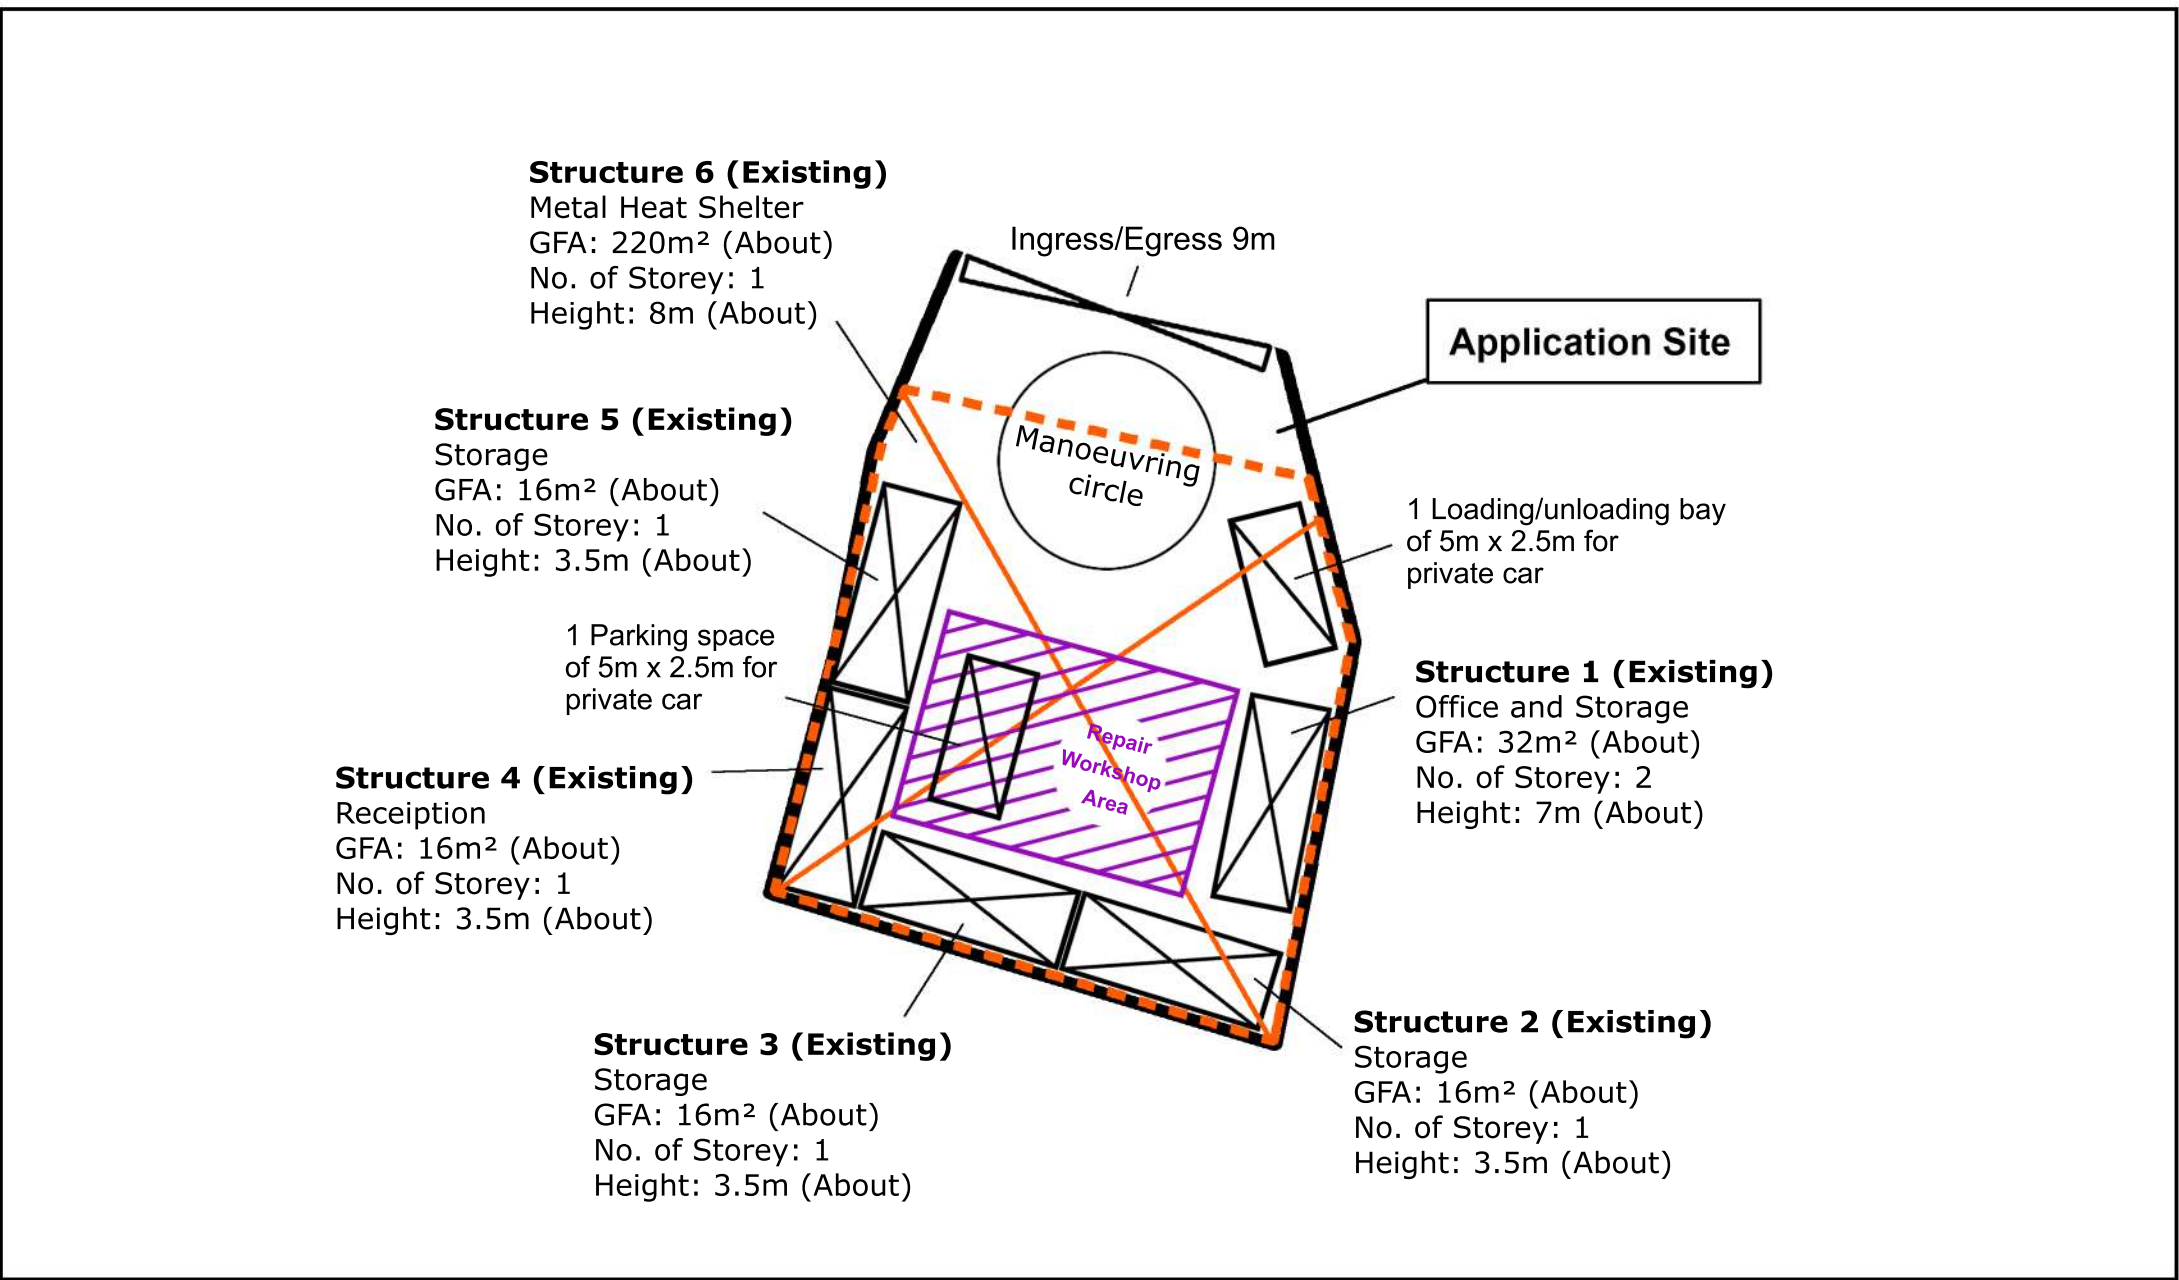 Structure 6 (Existing)
Metal Heat Shelter
GFA: 220m² (About)
No. of Storey: 1
Height: 8m (About)
Ingress/Egress 9m
Application Site
Manoeuvring
circle
Structure 5 (Existing)
Storage
GFA: 16m² (About)
No. of Storey: 1
Height: 3.5m (About)
1 Loading/unloading bay
of 5m x 2.5m for
private car
1 Parking space
of 5m x 2.5m for
private car
Structure 1 (Existing)
Office and Storage
GFA: 32m² (About)
No. of Storey: 2
Height: 7m (About)
Repair
Workshop
Area
Structure 4 (Existing)
Receiption
GFA: 16m² (About)
No. of Storey: 1
Height: 3.5m (About)
Structure 3 (Existing)
Storage
GFA: 16m² (About)
No. of Storey: 1
Height: 3.5m (About)
Structure 2 (Existing)
Storage
GFA: 16m² (About)
No. of Storey: 1
Height: 3.5m (About)